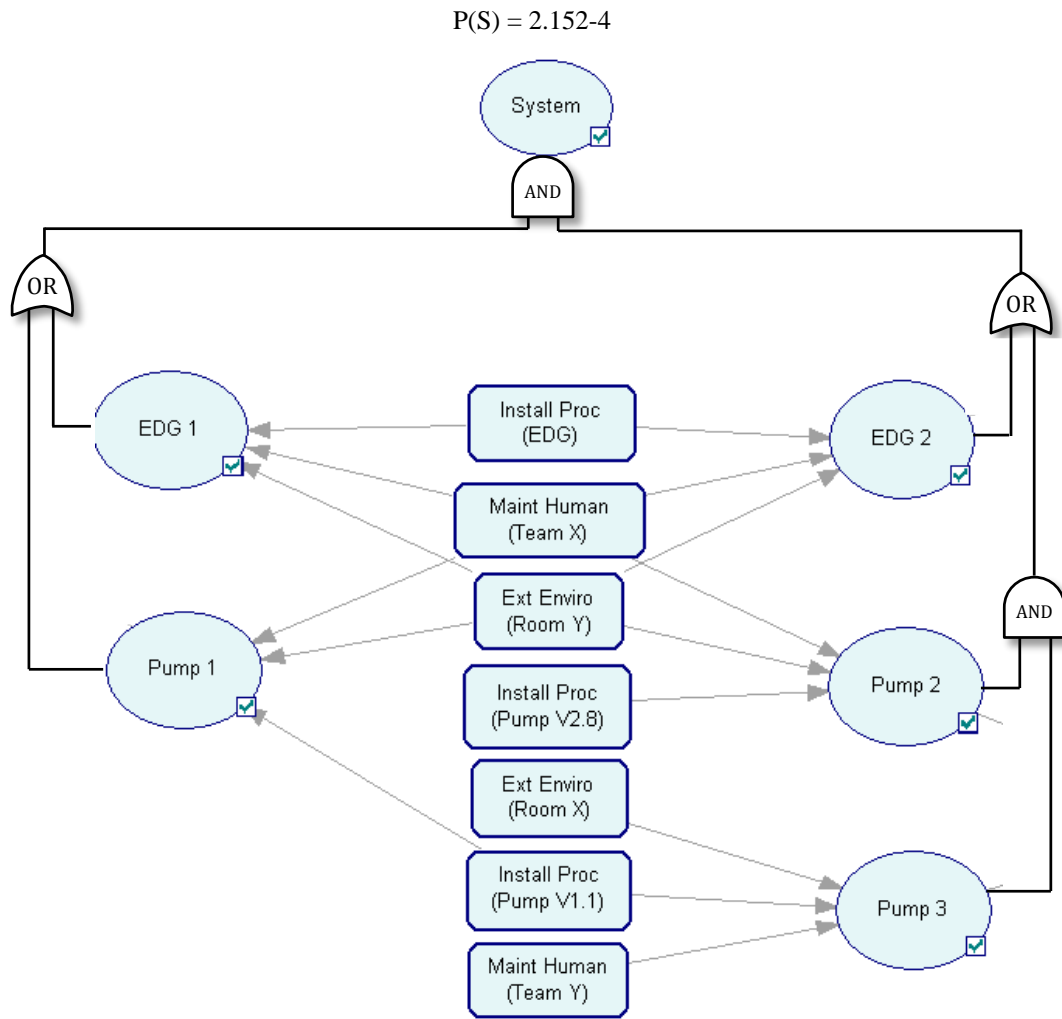 P(S) = 2.152-4
System
AND
OR
OR
EDG 1
Install Proc
(EDG)
EDG 2
Maint Human
(Team X)
Ext Enviro
(Room Y)
AND
Pump 1
Install Proc
(Pump V2.8)
Pump 2
Ext Enviro
(Room X)
Install Proc
(Pump V1.1)
Pump 3
Maint Human
(Team Y)